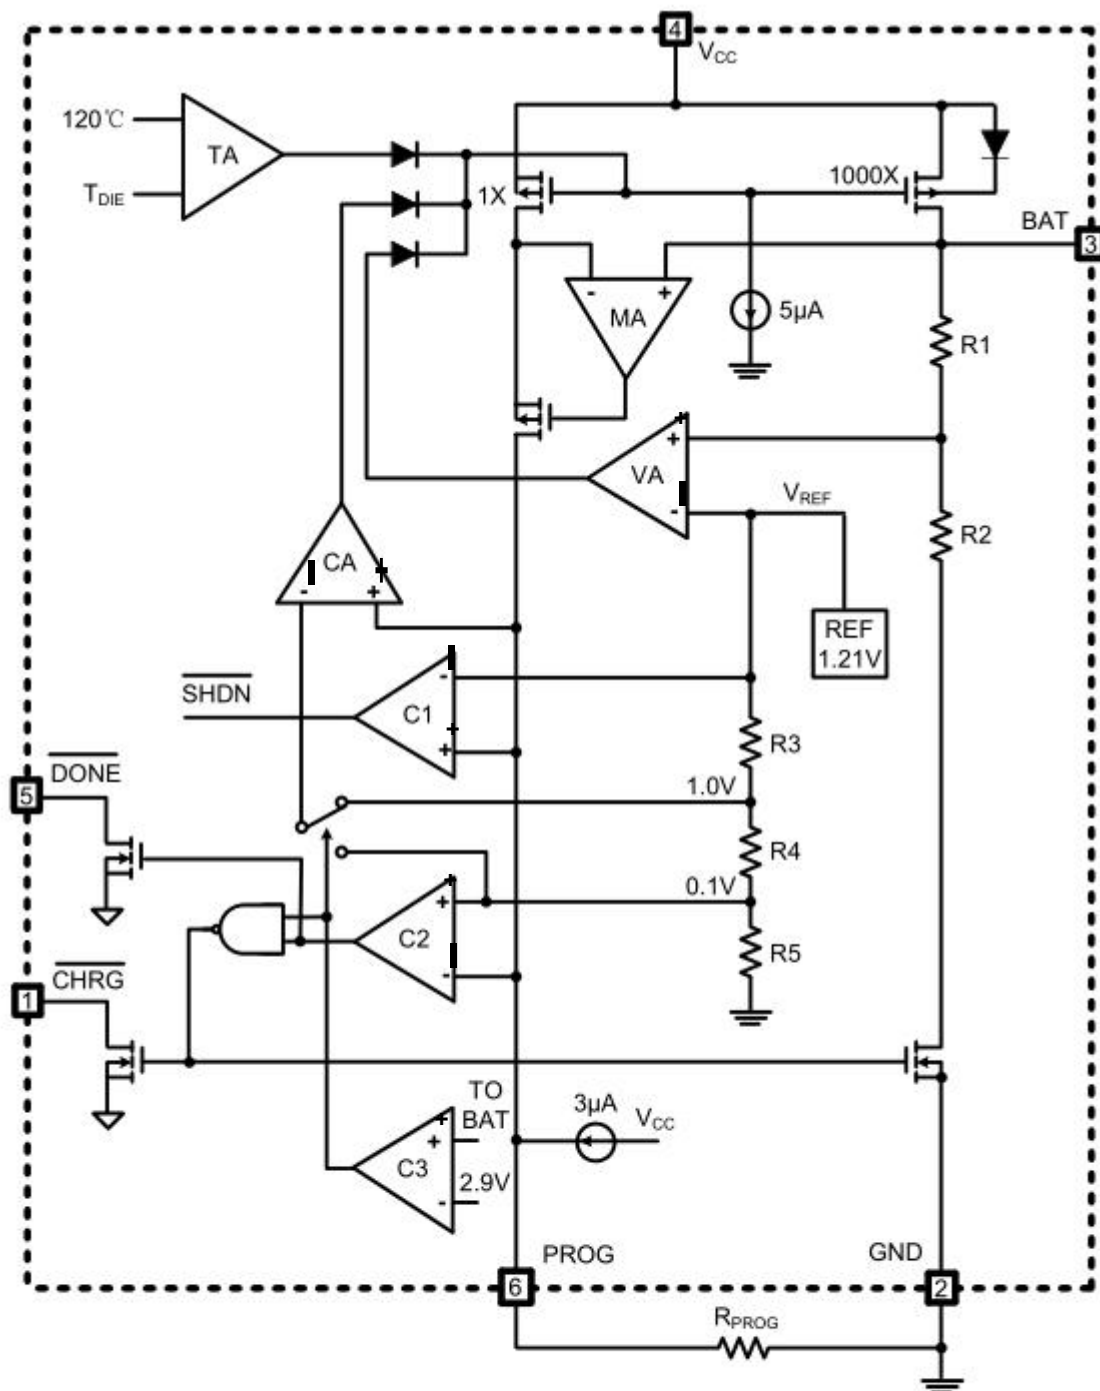 4
VCC
120℃
TA
TDIE
1X
1000X
BAT
3
- +
MA
5μA
R1
+
+
VA
-
VREF
R2
CA
- +
+
REF
1.21V
SHDN
-
C1
+
+
R3
DONE
5
1.0V
R4
0.1V
+
+
C2
-
R5
CHRG
1
TO
BAT
3μA
VCC
+
+
C3
2.9V
-
PROG
GND
6
2
RPROG